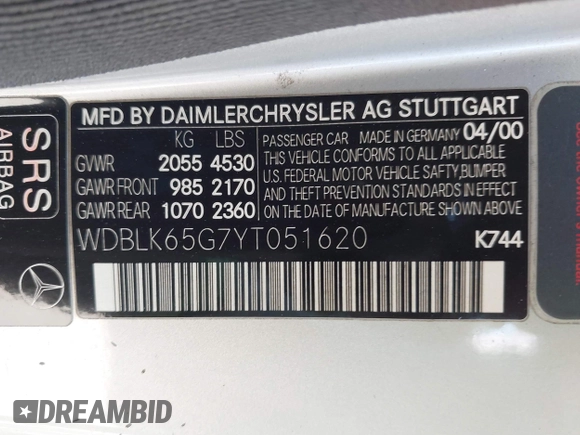 MFD BY DAIMLERCHRYSLER AG STUTTGART
KG LBS
GVWR 2055 4530
GAWR FRONT 985 2170
GAWR REAR 1070 2360
PASSENGER CAR MADE IN GERMANY 04/00
THIS VEHICLE CONFORMS TO ALL APPLICABLE
U.S. FEDERAL MOTOR VEHICLE SAFETY,BUMPER
AND THEFT PREVENTION STANDARDS IN EFFECT
ON THE DATE OF MANUFACTURE SHOWN ABOVE.
WDBLK65G7YT051620
K744
SRS
AIRBAG
DREAMBID